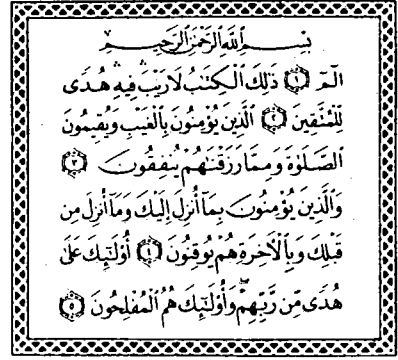 بِسْمِ ٱللَّهِ ٱلرَّحْمَٰنِ ٱلرَّحِيمِ
الٓمٓ ۝١ ذَٰلِكَ ٱلْكِتَٰبُ لَا رَيْبَۛ فِيهِۛ هُدًى
لِّلْمُتَّقِينَ ۝٢ ٱلَّذِينَ يُؤْمِنُونَ بِٱلْغَيْبِ وَيُقِيمُونَ
ٱلصَّلَوٰةَ وَمِمَّا رَزَقْنَٰهُمْ يُنفِقُونَ ۝٣
وَٱلَّذِينَ يُؤْمِنُونَ بِمَآ أُنزِلَ إِلَيْكَ وَمَآ أُنزِلَ مِن
قَبْلِكَ وَبِٱلْأَخِرَةِ هُمْ يُوقِنُونَ ۝٤ أُوْلَٰٓئِكَ عَلَىٰ
هُدًى مِّن رَّبِّهِمْۖ وَأُوْلَٰٓئِكَ هُمُ ٱلْمُفْلِحُونَ ۝٥